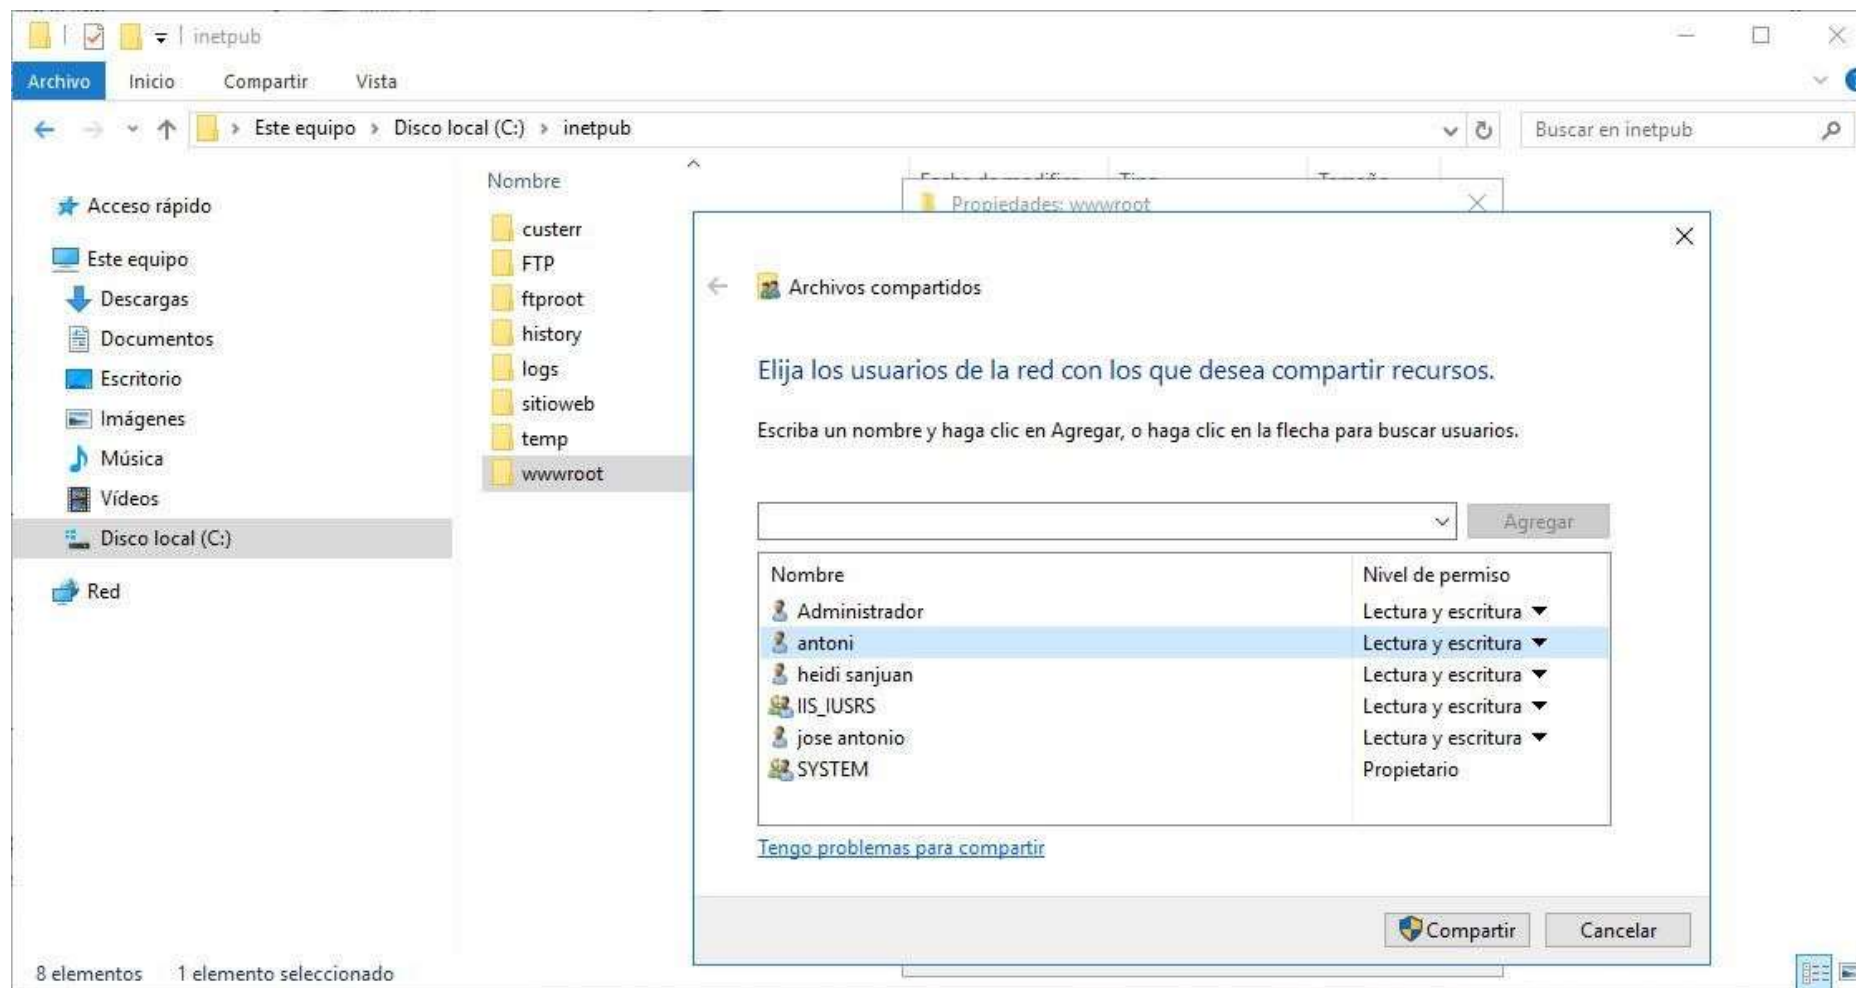 inetpub
Archivo Inicio Compartir Vista
Este equipo > Disco local (C:) > inetpub
Buscar en inetpub
Acceso rápido
Este equipo
Descargas
Documentos
Escritorio
Imágenes
Música
Vídeos
Disco local (C:)
Red
Nombre
custerr
FTP
ftproot
history
logs
sitioweb
temp
wwwroot
Propiedades: wwwroot
Archivos compartidos
Elija los usuarios de la red con los que desea compartir recursos.
Escriba un nombre y haga clic en Agregar, o haga clic en la flecha para buscar usuarios.
Agregar
Nombre Nivel de permiso
Administrador Lectura y escritura
antoni Lectura y escritura
heidi sanjuan Lectura y escritura
IIS_IUSRS Lectura y escritura
jose antonio Lectura y escritura
SYSTEM Propietario
Tengo problemas para compartir
Compartir Cancelar
8 elementos 1 elemento seleccionado